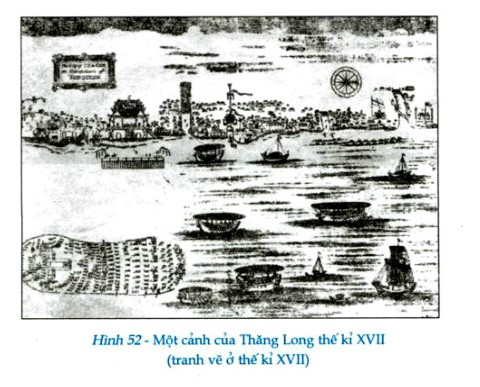 Hình 52 - Một cảnh của Thăng Long thế kỉ XVII
(tranh vẽ ở thế kỉ XVII)